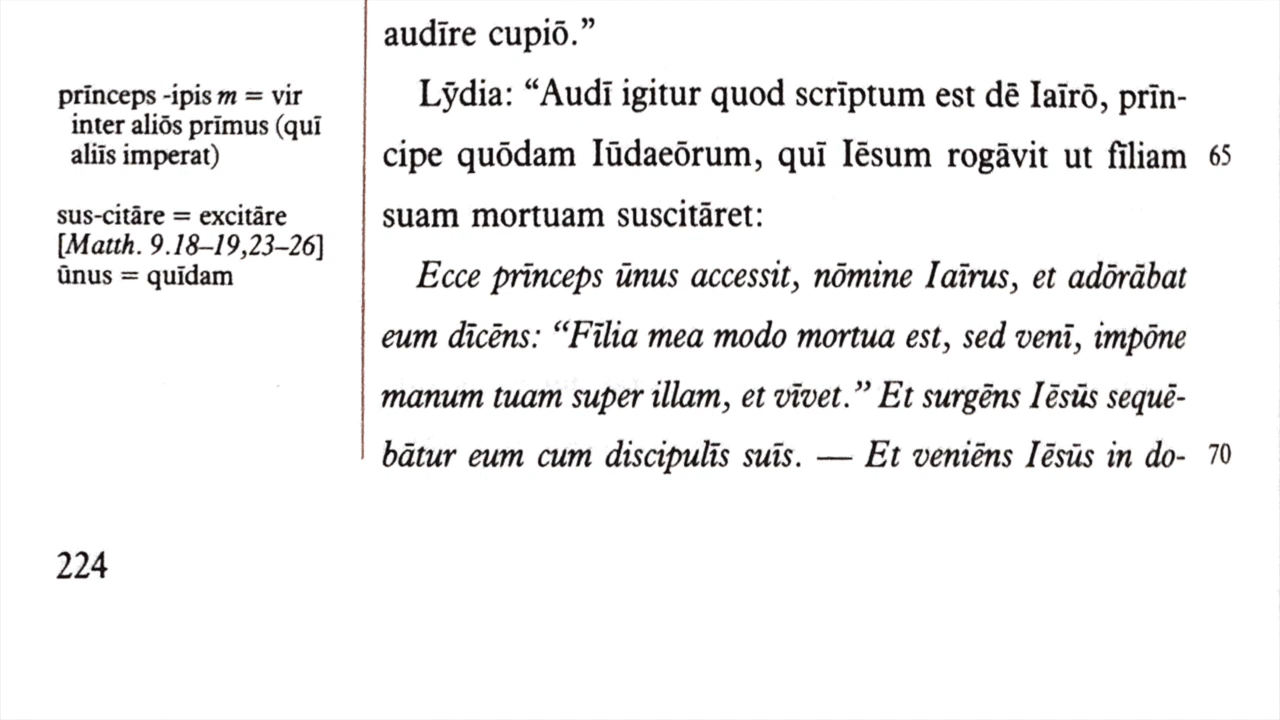 audīre cupiō.”
prīnceps -ipis m = vir
inter aliōs prīmus (quī
aliīs imperat)
Lȳdia: “Audī igitur quod scrīptum est dē Iaīrō, prīn-
cipe quōdam Iūdaeōrum, quī Iēsum rogāvit ut fīliam 65
suam mortuam suscitāret:
sus-citāre = excitāre
[Matth. 9.18–19,23–26]
ūnus = quīdam
Ecce prīnceps ūnus accessit, nōmine Iaīrus, et adōrābat
eum dīcēns: “Fīlia mea modo mortua est, sed venī, impōne
manum tuam super illam, et vīvet.” Et surgēns Iēsūs sequē-
bātur eum cum discipulīs suīs. — Et veniēns Iēsūs in do- 70
224